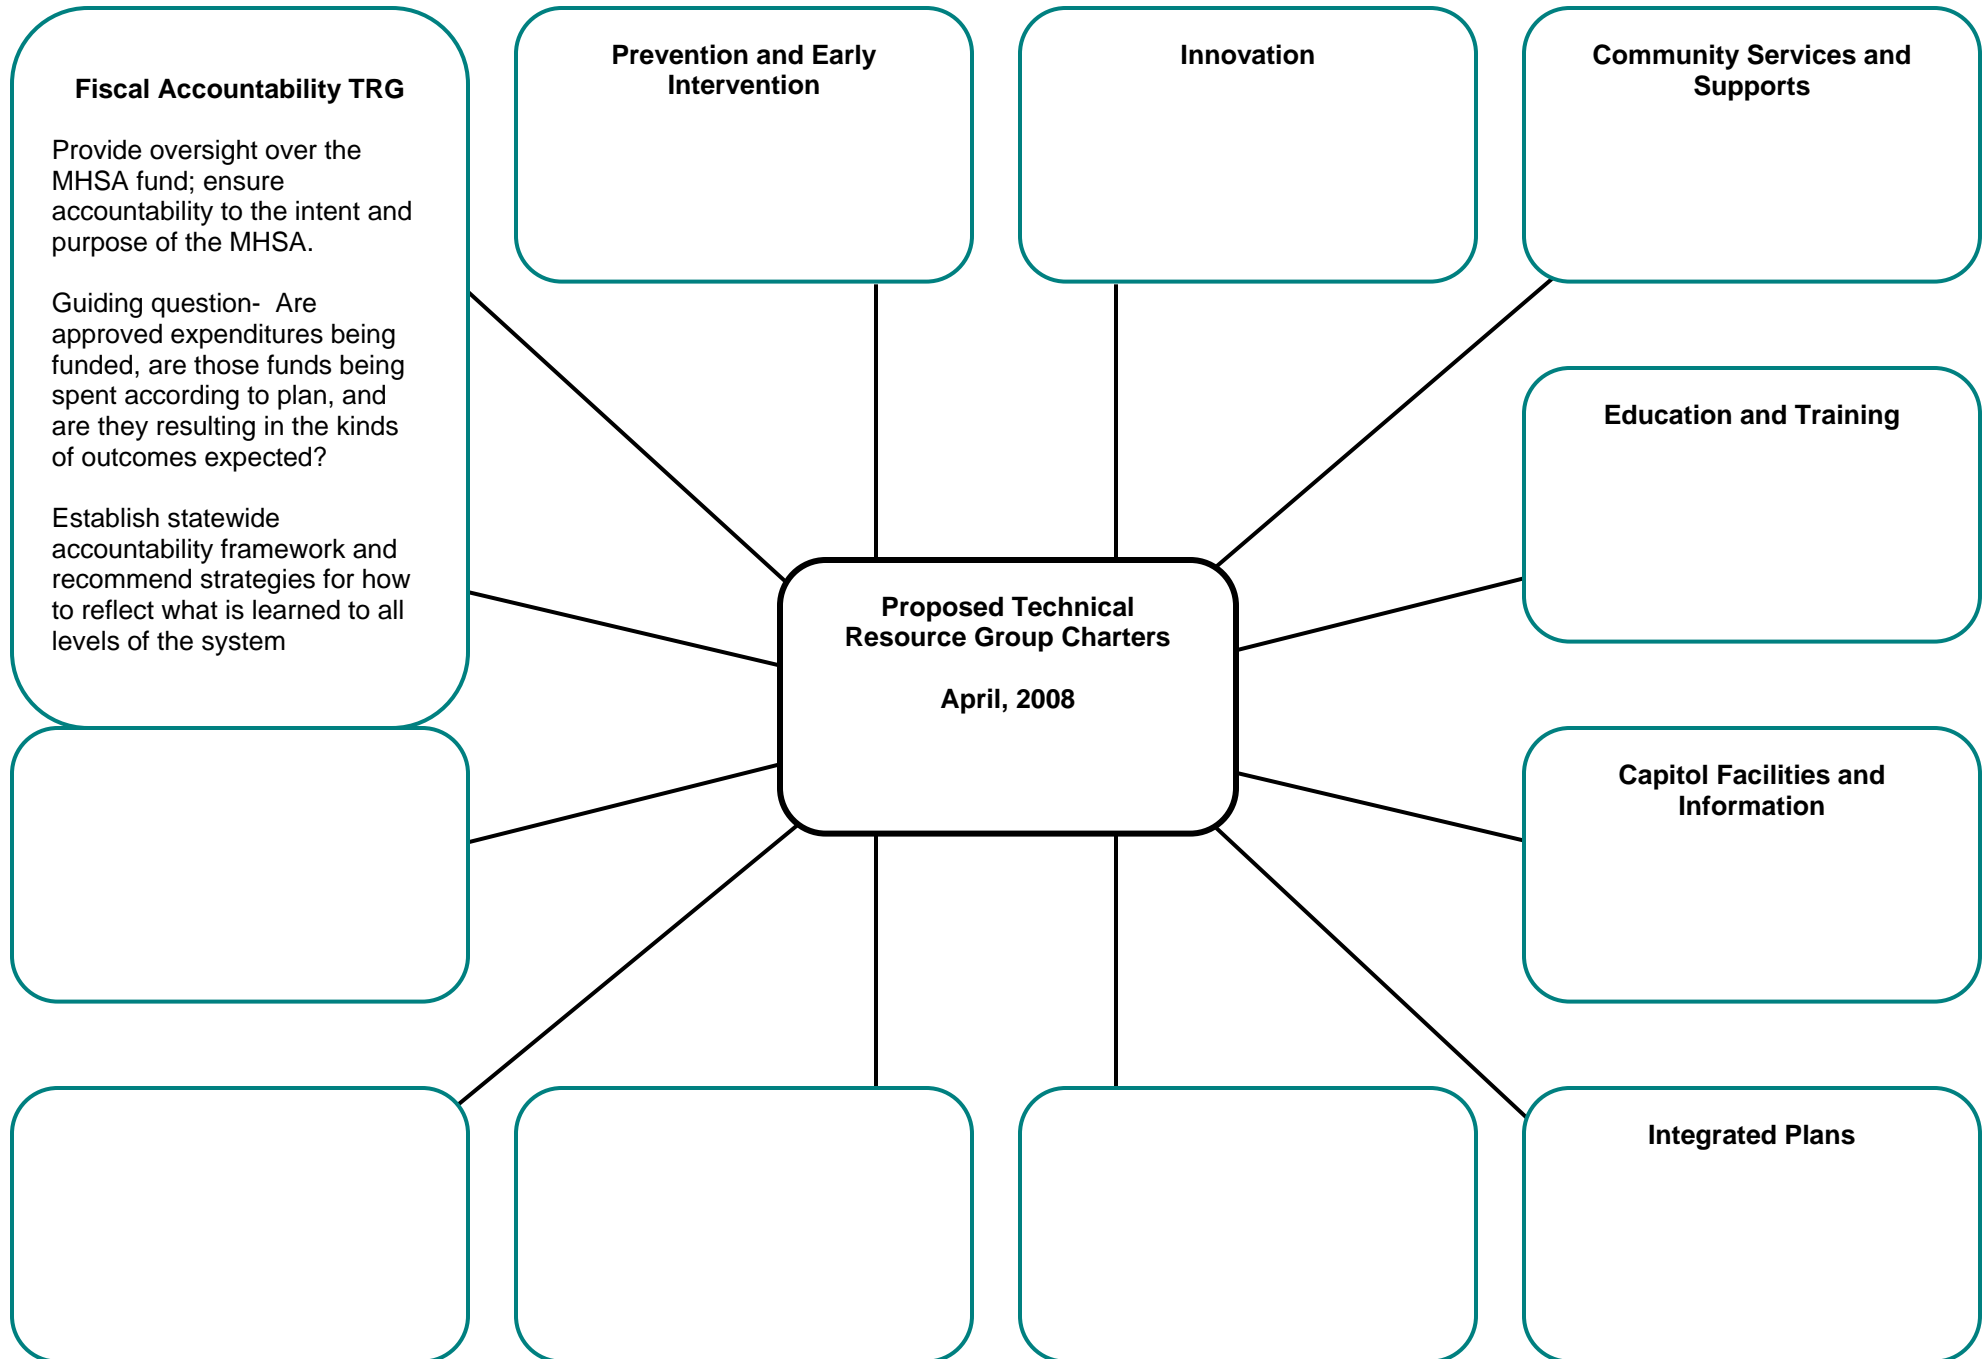 Fiscal Accountability TRG
Provide oversight over the
MHSA fund; ensure
accountability to the intent and
purpose of the MHSA.
Guiding question-  Are
approved expenditures being
funded, are those funds being
spent according to plan, and
are they resulting in the kinds
of outcomes expected?
Establish statewide
accountability framework and
recommend strategies for how
to reflect what is learned to all
levels of the system
Prevention and Early
Intervention
Innovation
Community Services and
Supports
Education and Training
Proposed Technical
Resource Group Charters
April, 2008
Capitol Facilities and
Information
Integrated Plans